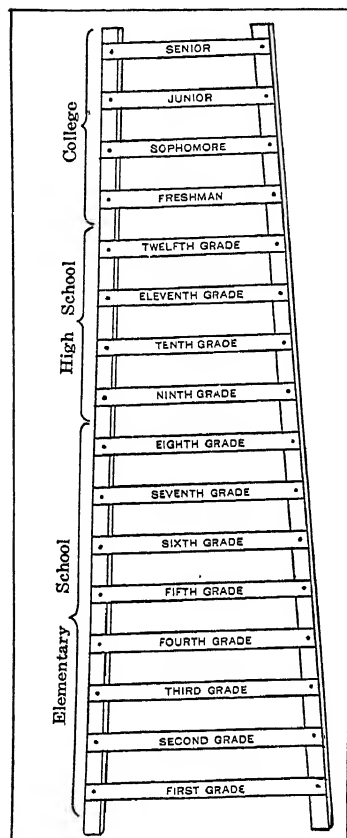 College
High School
Elementary School
SENIOR
JUNIOR
SOPHOMORE
FRESHMAN
TWELFTH GRADE
ELEVENTH GRADE
TENTH GRADE
NINTH GRADE
EIGHTH GRADE
SEVENTH GRADE
SIXTH GRADE
FIFTH GRADE
FOURTH GRADE
THIRD GRADE
SECOND GRADE
FIRST GRADE